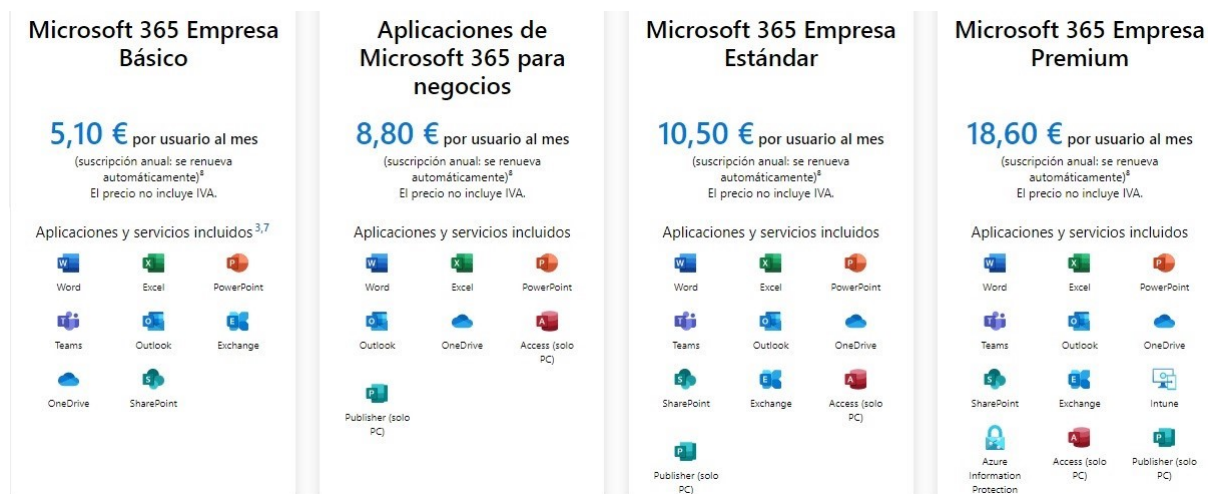 Microsoft 365 Empresa
Básico
5,10 € por usuario al mes
(suscripción anual: se renueva
automáticamente)⁸
El precio no incluye IVA.
Aplicaciones y servicios incluidos ³,⁷
Word Excel PowerPoint
Teams Outlook Exchange
OneDrive SharePoint
Aplicaciones de
Microsoft 365 para
negocios
8,80 € por usuario al mes
(suscripción anual: se renueva
automáticamente)⁸
El precio no incluye IVA.
Aplicaciones y servicios incluidos
Word Excel PowerPoint
Outlook OneDrive Access (solo
PC)
Publisher (solo
PC)
Microsoft 365 Empresa
Estándar
10,50 € por usuario al mes
(suscripción anual: se renueva
automáticamente)⁸
El precio no incluye IVA.
Aplicaciones y servicios incluidos
Word Excel PowerPoint
Teams Outlook OneDrive
SharePoint Exchange Access (solo
PC)
Publisher (solo
PC)
Microsoft 365 Empresa
Premium
18,60 € por usuario al mes
(suscripción anual: se renueva
automáticamente)⁸
El precio no incluye IVA.
Aplicaciones y servicios incluidos
Word Excel PowerPoint
Teams Outlook OneDrive
SharePoint Exchange Intune
Azure Access (solo Publisher (solo
Information PC) PC)
Protection